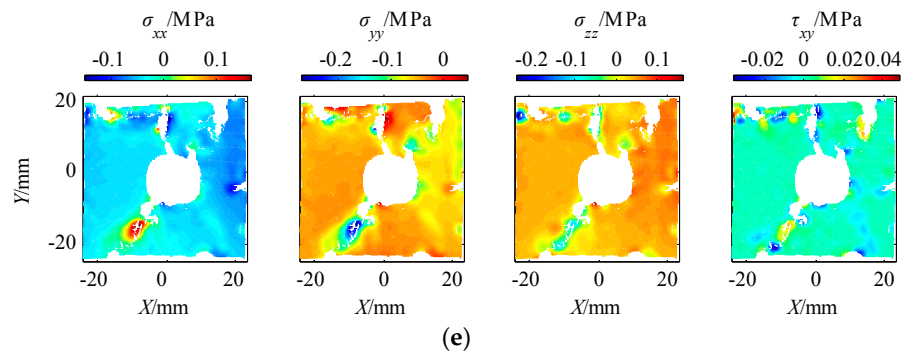 σxx/MPa σyy/MPa σzz/MPa τxy/MPa
-0.1 0 0.1 -0.2 -0.1 0 -0.2 -0.1 0 0.1 -0.02 0 0.02 0.04
20
0
-20
Y/mm
-20 0 20 -20 0 20 -20 0 20 -20 0 20
X/mm X/mm X/mm X/mm
(e)